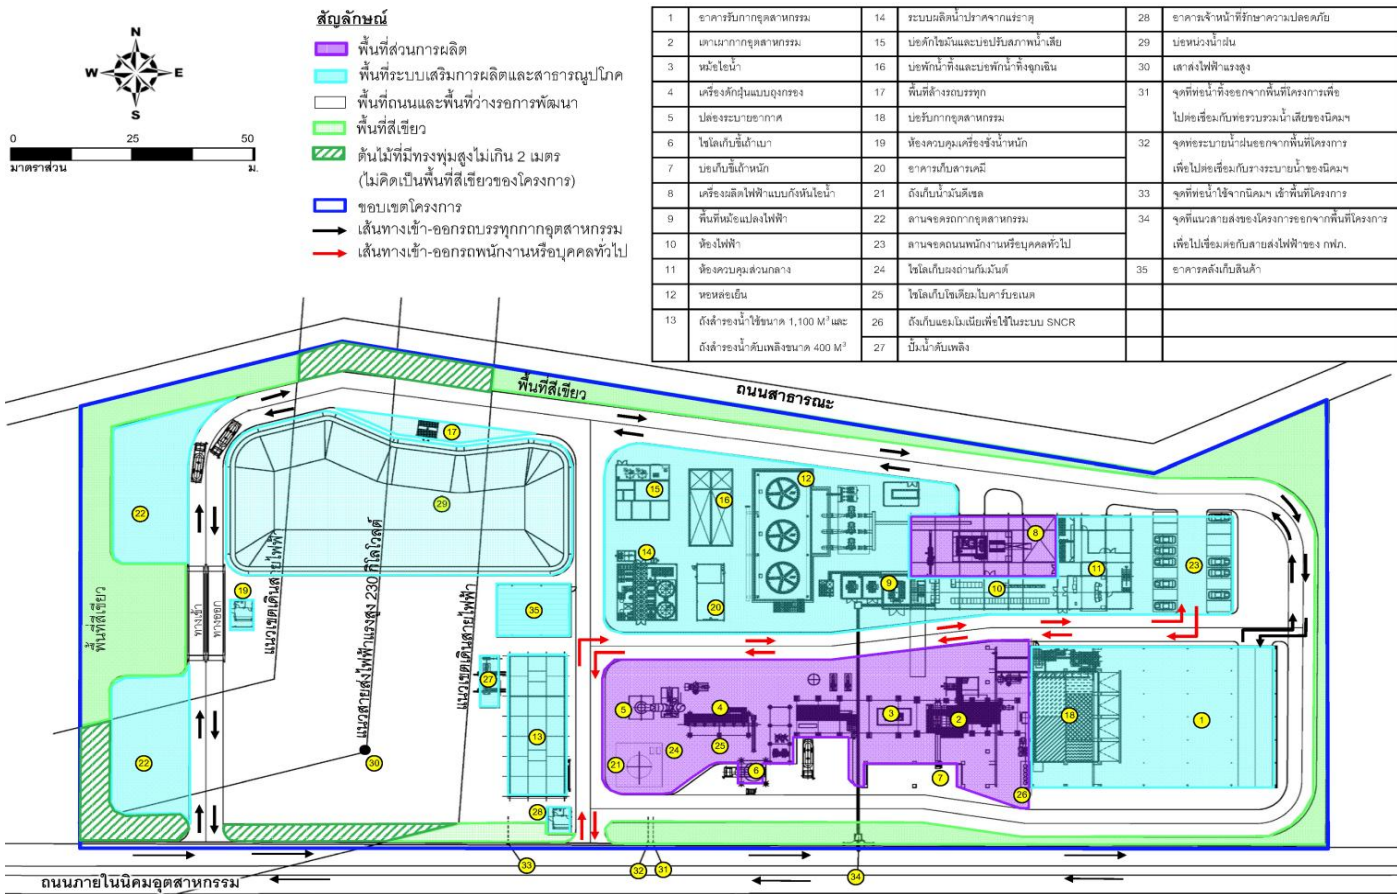 สัญลักษณ์
พื้นที่ส่วนการผลิต
พื้นที่ระบบเสริมการผลิตและสาธารณูปโภค
พื้นที่ถนนและพื้นที่ว่างรอการพัฒนา
พื้นที่สีเขียว
ต้นไม้ที่มีทรงพุ่มสูงไม่เกิน 2 เมตร
(ไม่คิดเป็นพื้นที่สีเขียวของโครงการ)
ขอบเขตโครงการ
เส้นทางเข้า-ออกรถบรรทุกกากอุตสาหกรรม
เส้นทางเข้า-ออกรถพนักงานหรือบุคคลทั่วไป
N
W E
S
0 25 50
มาตราส่วน ม.
1 อาคารรับกากอุตสาหกรรม 14 ระบบผลิตน้ำปราศจากแร่ธาตุ 28 อาคารเจ้าหน้าที่รักษาความปลอดภัย
2 เตาเผากากอุตสาหกรรม 15 บ่อดักไขมันและบ่อปรับสภาพน้ำเสีย 29 บ่อหน่วงน้ำฝน
3 หม้อไอน้ำ 16 บ่อพักน้ำทิ้งและบ่อพักน้ำทิ้งฉุกเฉิน 30 เสาส่งไฟฟ้าแรงสูง
4 เครื่องดักฝุ่นแบบถุงกรอง 17 พื้นที่ล้างรถบรรทุก 31 จุดที่ท่อน้ำทิ้งออกจากพื้นที่โครงการเพื่อ
5 ปล่องระบายอากาศ 18 บ่อรับกากอุตสาหกรรม ไปต่อเชื่อมกับท่อรวบรวมน้ำเสียของนิคมฯ
6 ไซโลเก็บขี้เถ้าเบา 19 ห้องควบคุมเครื่องชั่งน้ำหนัก 32 จุดท่อระบายน้ำฝนออกจากพื้นที่โครงการ
7 บ่อเก็บขี้เถ้าหนัก 20 อาคารเก็บสารเคมี เพื่อไปต่อเชื่อมกับรางระบายน้ำของนิคมฯ
8 เครื่องผลิตไฟฟ้าแบบกังหันไอน้ำ 21 ถังเก็บน้ำมันดีเซล 33 จุดที่ท่อน้ำใช้จากนิคมฯ เข้าพื้นที่โครงการ
9 พื้นที่หม้อแปลงไฟฟ้า 22 ลานจอดรถกากอุตสาหกรรม 34 จุดที่แนวสายส่งของโครงการออกจากพื้นที่โครงการ
10 ห้องไฟฟ้า 23 ลานจอดถนนพนักงานหรือบุคคลทั่วไป เพื่อไปเชื่อมต่อกับสายส่งไฟฟ้าของ กฟภ.
11 ห้องควบคุมส่วนกลาง 24 ไซโลเก็บผงถ่านกัมมันต์ 35 อาคารคลังเก็บสินค้า
12 หอหล่อเย็น 25 ไซโลเก็บโซเดียมไบคาร์บอเนต
13 ถังสำรองน้ำใช้ขนาด 1,100 M³ และ 26 ถังเก็บแอมโมเนียเพื่อใช้ในระบบ SNCR
ถังสำรองน้ำดับเพลิงขนาด 400 M³ 27 ปั้มน้ำดับเพลิง
พื้นที่สีเขียว
ถนนสาธารณะ
17
22
29
15
16
12
14
20
8
9
10
11
23
19
พื้นที่สีเขียว
ทางเข้า
ทางออก
แนวเขตเดินสายไฟฟ้า
แนวสายส่งไฟฟ้าแรงสูง 230 กิโลโวลต์
แนวเขตเดินสายไฟฟ้า
35
27
13
5
4
3
2
18
1
24
25
21
6
7
26
22
30
28
33
32
31
34
ถนนภายในนิคมอุตสาหกรรม